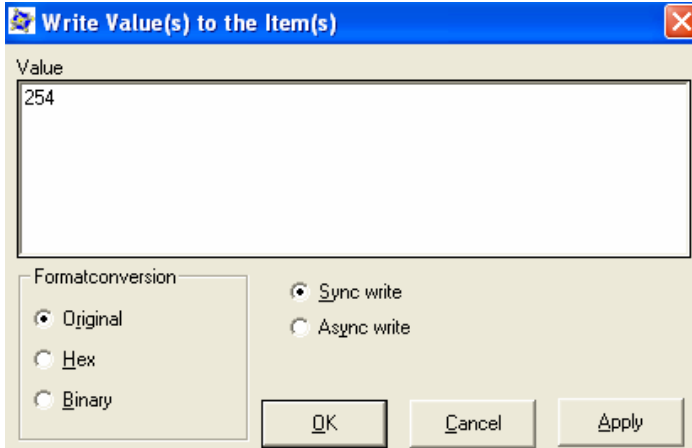 Write Value(s) to the Item(s)
Value
254
Formatconversion
Original
Hex
Binary
Sync write
Async write
OK
Cancel
Apply